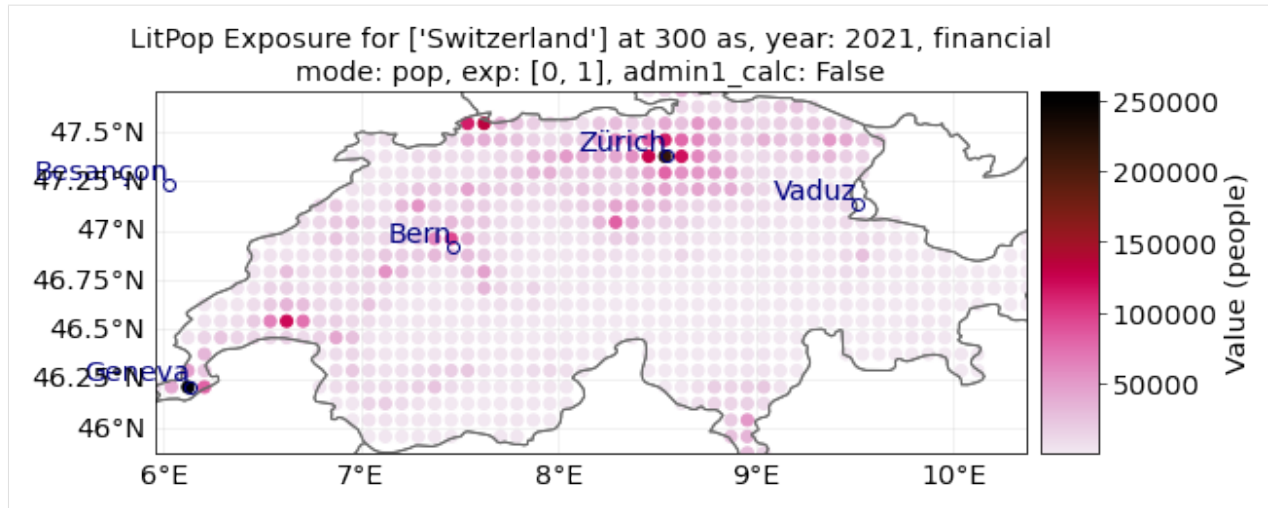 LitPop Exposure for ['Switzerland'] at 300 as, year: 2021, financial
mode: pop, exp: [0, 1], admin1_calc: False
47.5°N
47.25°N
47°N
46.75°N
46.5°N
46.25°N
46°N
6°E
7°E
8°E
9°E
10°E
Besançon
Zürich
Vaduz
Bern
Geneva
250000
200000
150000
100000
50000
Value (people)